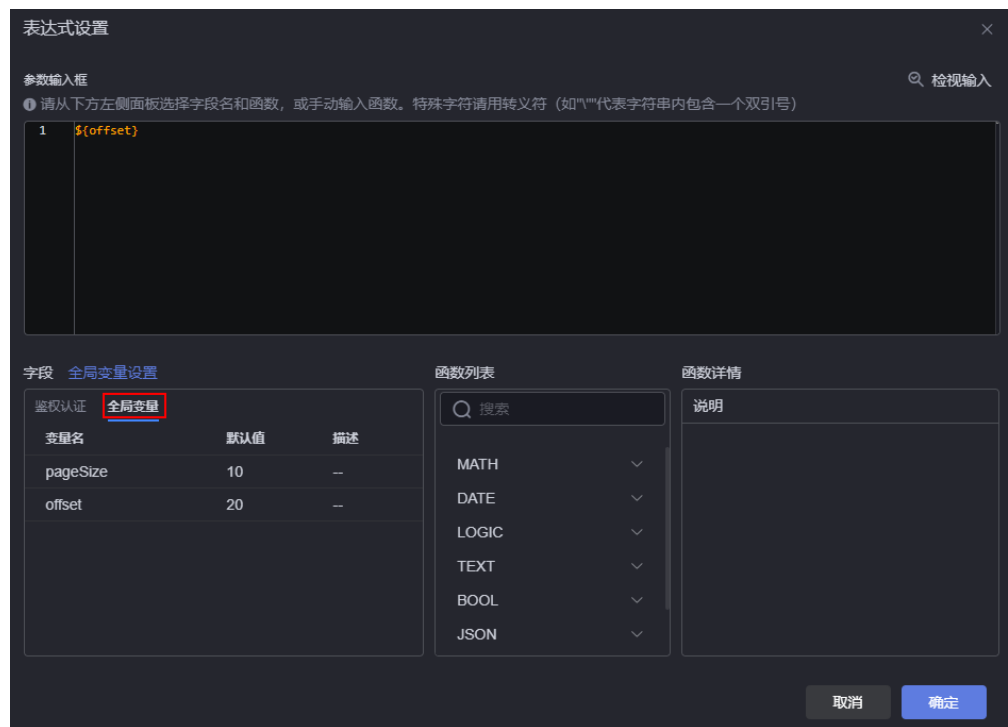 表达式设置
参数输入框
检视输入
请从下方左侧面板选择字段名和函数，或手动输入函数。特殊字符请用转义符（如"\""代表字符串内包含一个双引号）
1 ${offset}
字段 全局变量设置
函数列表
函数详情
鉴权认证 全局变量
搜索
说明
变量名 默认值 描述
pageSize 10 --
offset 20 --
MATH
DATE
LOGIC
TEXT
BOOL
JSON
取消 确定